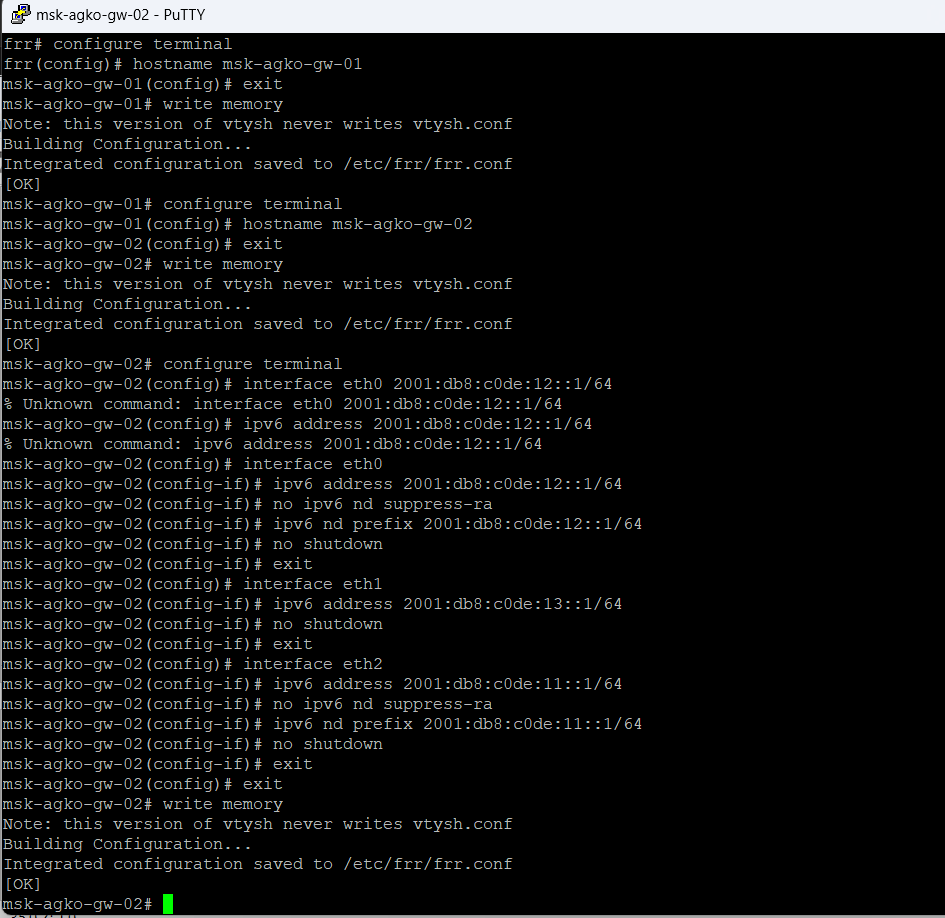 msk-agko-gw-02 - PuTTY
frr# configure terminal
frr(config)# hostname msk-agko-gw-01
msk-agko-gw-01(config)# exit
msk-agko-gw-01# write memory
Note: this version of vtysh never writes vtysh.conf
Building Configuration...
Integrated configuration saved to /etc/frr/frr.conf
[OK]
msk-agko-gw-01# configure terminal
msk-agko-gw-01(config)# hostname msk-agko-gw-02
msk-agko-gw-02(config)# exit
msk-agko-gw-02# write memory
Note: this version of vtysh never writes vtysh.conf
Building Configuration...
Integrated configuration saved to /etc/frr/frr.conf
[OK]
msk-agko-gw-02# configure terminal
msk-agko-gw-02(config)# interface eth0 2001:db8:c0de:12::1/64
% Unknown command: interface eth0 2001:db8:c0de:12::1/64
msk-agko-gw-02(config)# ipv6 address 2001:db8:c0de:12::1/64
% Unknown command: ipv6 address 2001:db8:c0de:12::1/64
msk-agko-gw-02(config)# interface eth0
msk-agko-gw-02(config-if)# ipv6 address 2001:db8:c0de:12::1/64
msk-agko-gw-02(config-if)# no ipv6 nd suppress-ra
msk-agko-gw-02(config-if)# ipv6 nd prefix 2001:db8:c0de:12::1/64
msk-agko-gw-02(config-if)# no shutdown
msk-agko-gw-02(config-if)# exit
msk-agko-gw-02(config)# interface eth1
msk-agko-gw-02(config-if)# ipv6 address 2001:db8:c0de:13::1/64
msk-agko-gw-02(config-if)# no shutdown
msk-agko-gw-02(config-if)# exit
msk-agko-gw-02(config)# interface eth2
msk-agko-gw-02(config-if)# ipv6 address 2001:db8:c0de:11::1/64
msk-agko-gw-02(config-if)# no ipv6 nd suppress-ra
msk-agko-gw-02(config-if)# ipv6 nd prefix 2001:db8:c0de:11::1/64
msk-agko-gw-02(config-if)# no shutdown
msk-agko-gw-02(config-if)# exit
msk-agko-gw-02(config)# exit
msk-agko-gw-02# write memory
Note: this version of vtysh never writes vtysh.conf
Building Configuration...
Integrated configuration saved to /etc/frr/frr.conf
[OK]
msk-agko-gw-02#